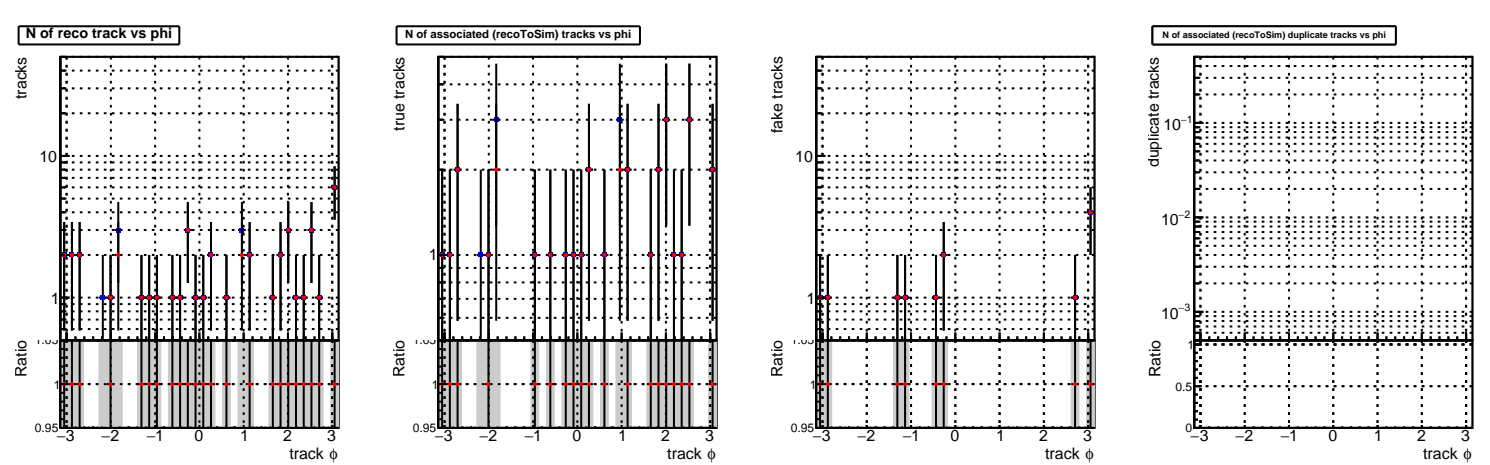 N of reco track vs phi
tracks
10
1
Ratio
1.05
1
0.95
−3 −2 −1 0 1 2 3
track ϕ
N of associated (recoToSim) tracks vs phi
true tracks
1
Ratio
1.05
1
0.95
−3 −2 −1 0 1 2 3
track ϕ
fake tracks
10
1
Ratio
1
0.95
−3 −2 −1 0 1 2 3
track ϕ
N of associated (recoToSim) duplicate tracks vs phi
duplicate tracks
10−1
10−2
10−3
Ratio
1
0.5
0
−3 −2 −1 0 1 2 3
track ϕ